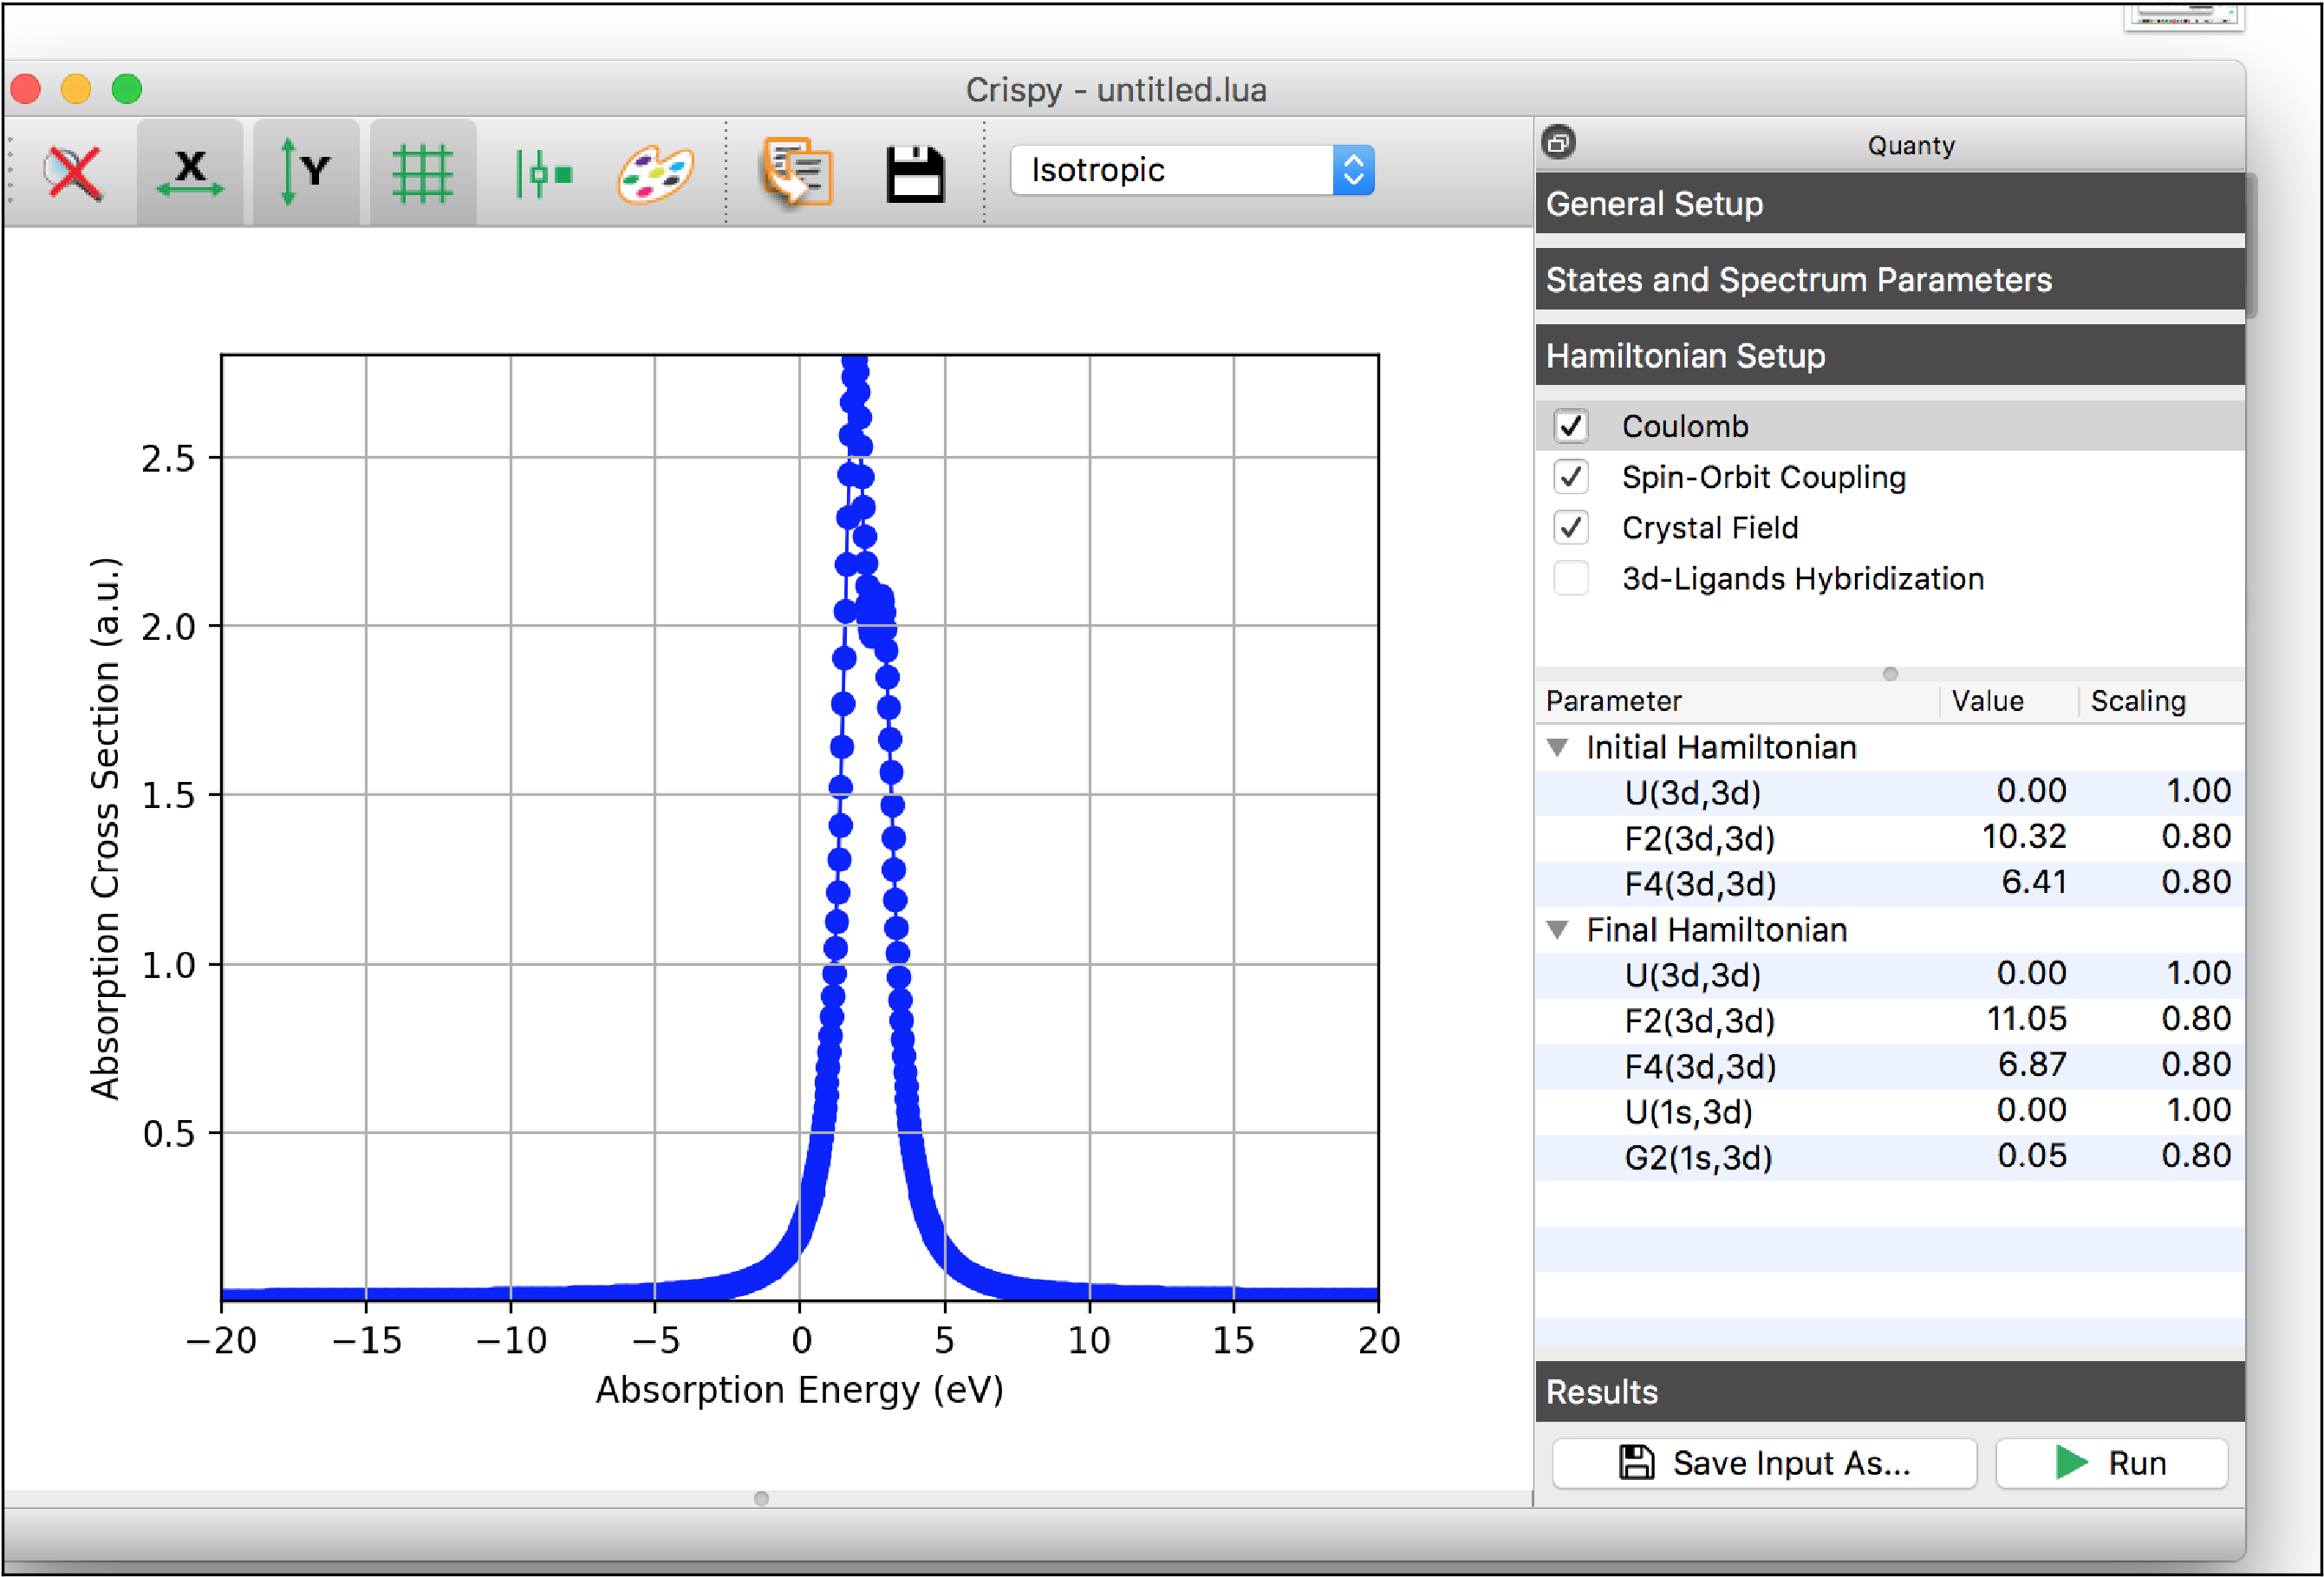 Crispy - untitled.lua
X
Y
Isotropic
Quanty
General Setup
States and Spectrum Parameters
Hamiltonian Setup
Coulomb
Spin-Orbit Coupling
Crystal Field
3d-Ligands Hybridization
Parameter Value Scaling
Initial Hamiltonian
U(3d,3d) 0.00 1.00
F2(3d,3d) 10.32 0.80
F4(3d,3d) 6.41 0.80
Final Hamiltonian
U(3d,3d) 0.00 1.00
F2(3d,3d) 11.05 0.80
F4(3d,3d) 6.87 0.80
U(1s,3d) 0.00 1.00
G2(1s,3d) 0.05 0.80
Results
Save Input As...
Run
Absorption Cross Section (a.u.)
2.5
2.0
1.5
1.0
0.5
−20 −15 −10 −5 0 5 10 15 20
Absorption Energy (eV)